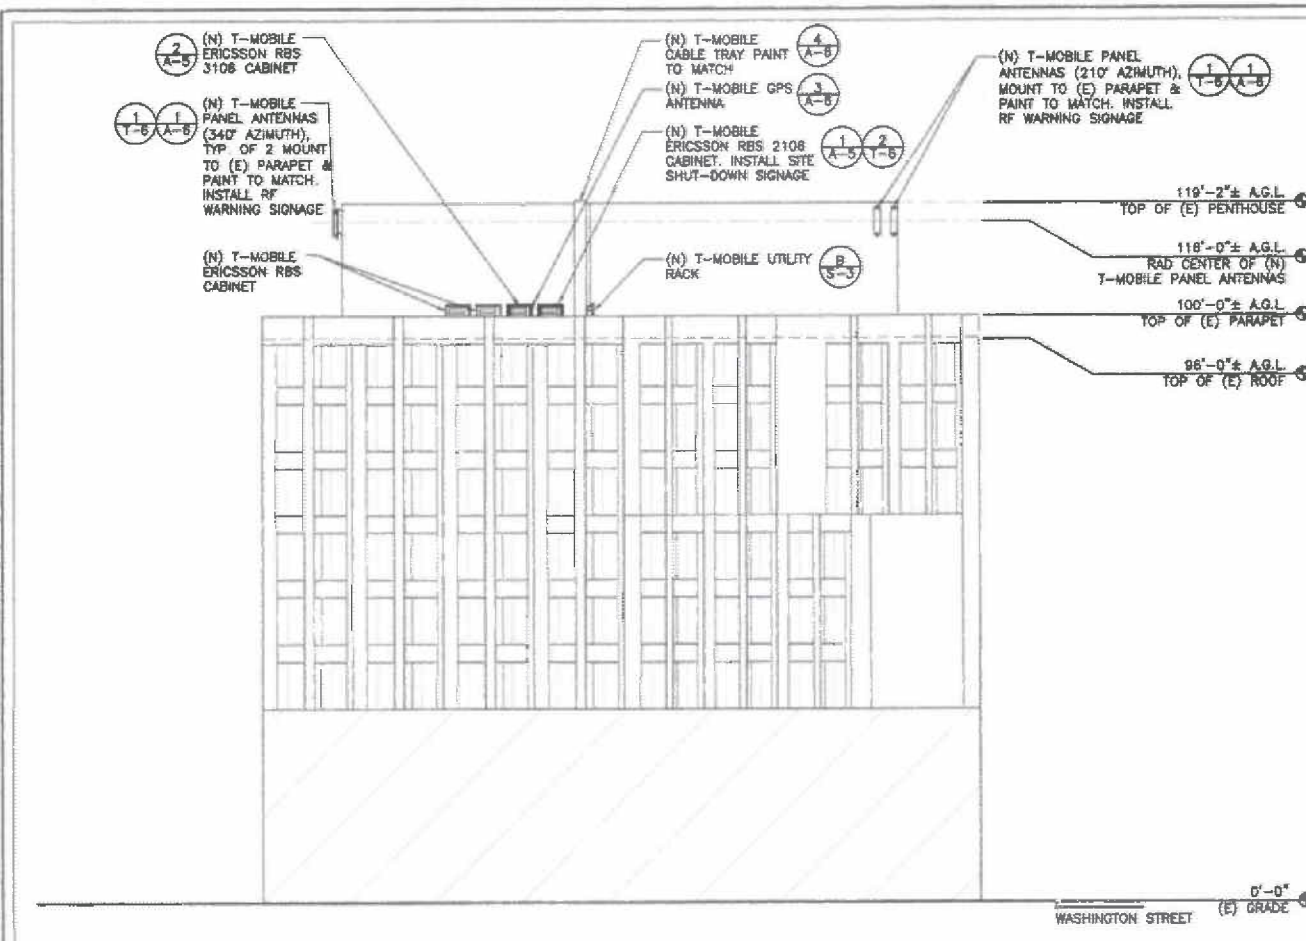 2
A-5
(N) T-MOBILE
ERICSSON RBS
3106 CABINET
1
T-6
1
A-6
(N) T-MOBILE
PANEL ANTENNAS
(340° AZIMUTH),
TYP. OF 2 MOUNT
TO (E) PARAPET &
PAINT TO MATCH.
INSTALL RF
WARNING SIGNAGE
(N) T-MOBILE
ERICSSON RBS
CABINET
(N) T-MOBILE
CABLE TRAY PAINT
TO MATCH
4
A-6
(N) T-MOBILE GPS
ANTENNA
3
A-6
(N) T-MOBILE
ERICSSON RBS 2106
CABINET. INSTALL SITE
SHUT-DOWN SIGNAGE
1
A-5
2
T-6
(N) T-MOBILE UTILITY
RACK
B
S-3
(N) T-MOBILE PANEL
ANTENNAS (210° AZIMUTH),
MOUNT TO (E) PARAPET &
PAINT TO MATCH. INSTALL
RF WARNING SIGNAGE
1
T-6
1
A-6
119'-2"± A.G.L.
TOP OF (E) PENTHOUSE
116'-0"± A.G.L.
RAD CENTER OF (N)
T-MOBILE PANEL ANTENNAS
100'-0"± A.G.L.
TOP OF (E) PARAPET
96'-0"± A.G.L.
TOP OF (E) ROOF
0'-0"
(E) GRADE
WASHINGTON STREET